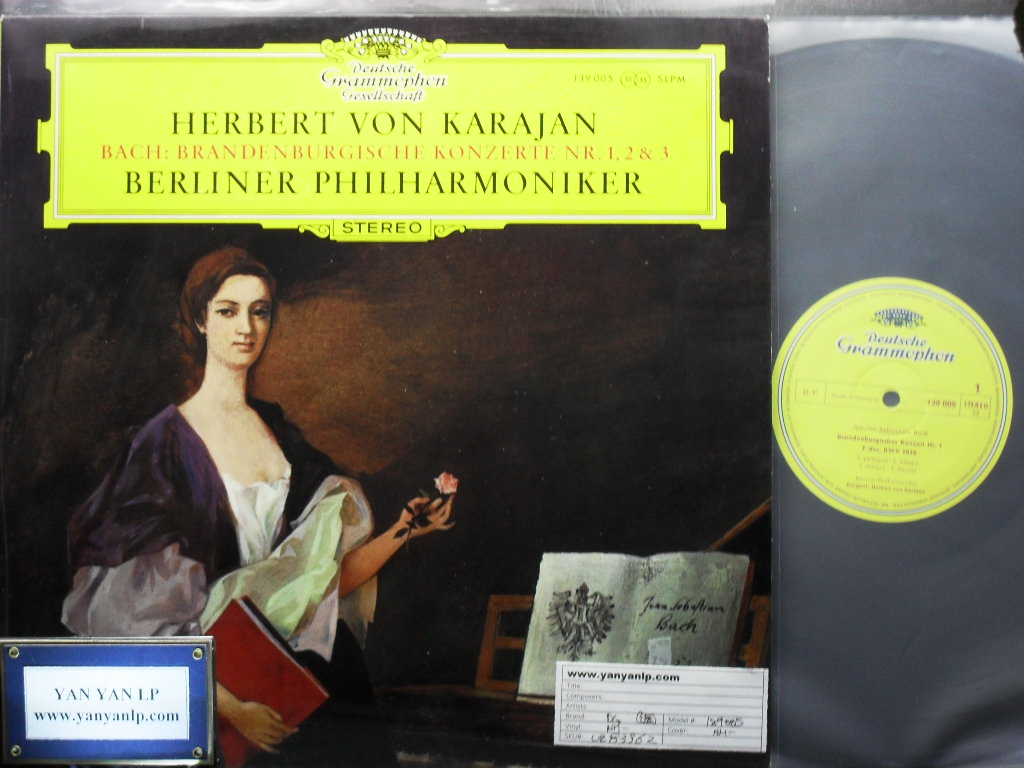 Deutsche
Grammophon
Gesellschaft
139 005 SLPM
HERBERT VON KARAJAN
BACH: BRANDENBURGISCHE KONZERTE NR. 1, 2 & 3
BERLINER PHILHARMONIKER
STEREO
Jean Sebastian
Bach
YAN YAN LP
www.yanyanlp.com
www.yanyanlp.com
Title:
Composers:
Artists:
Brand:
Model #: 139005
Vinyl:
Cover:
SKU#:
Deutsche
Grammophon
1
139 005 STEREO
Brandenburgisches Konzert Nr. 1
F-dur, BWV 1046
Berliner Philharmoniker
Dirigent: Herbert von Karajan